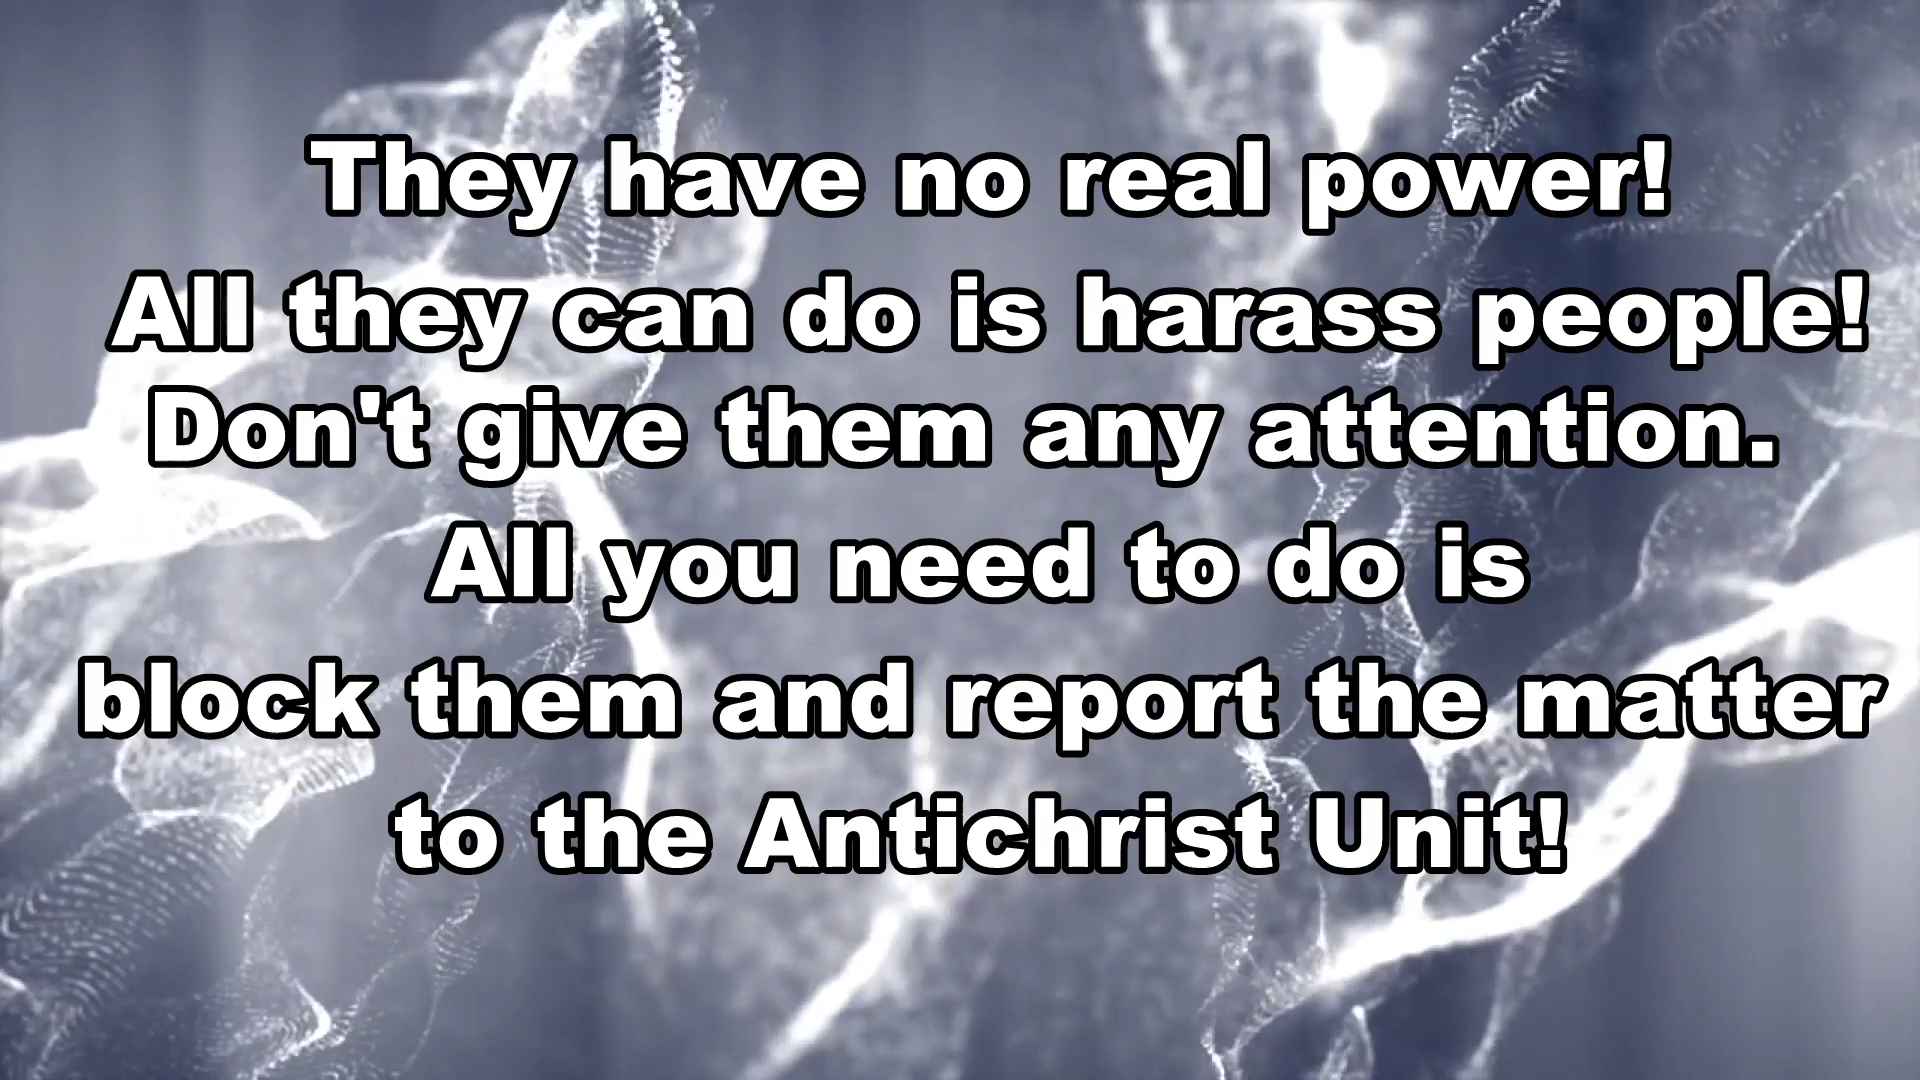 They have no real power!
All they can do is harass people!
Don't give them any attention.
All you need to do is
block them and report the matter
to the Antichrist Unit!